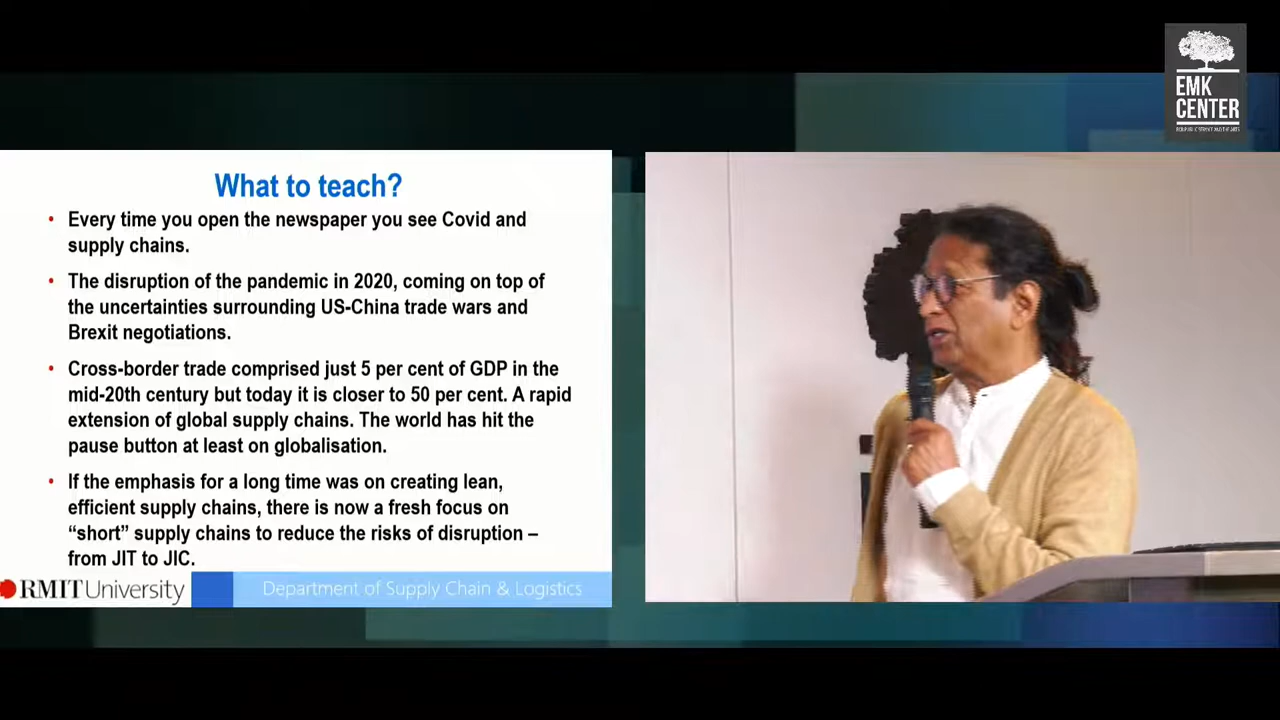 EMK
CENTER
What to teach?
• Every time you open the newspaper you see Covid and
supply chains.
• The disruption of the pandemic in 2020, coming on top of
the uncertainties surrounding US-China trade wars and
Brexit negotiations.
• Cross-border trade comprised just 5 per cent of GDP in the
mid-20th century but today it is closer to 50 per cent. A rapid
extension of global supply chains. The world has hit the
pause button at least on globalisation.
• If the emphasis for a long time was on creating lean,
efficient supply chains, there is now a fresh focus on
“short” supply chains to reduce the risks of disruption –
from JIT to JIC.
RMIT University
Department of Supply Chain & Logistics